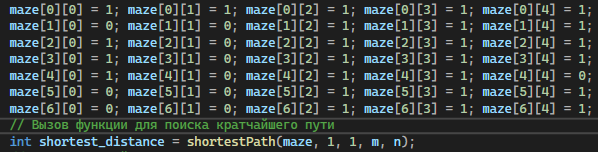 maze[0][0] = 1; maze[0][1] = 1; maze[0][2] = 1; maze[0][3] = 1; maze[0][4] = 1;
maze[1][0] = 0; maze[1][1] = 1; maze[1][2] = 1; maze[1][3] = 1; maze[1][4] = 1;
maze[2][0] = 1; maze[2][1] = 0; maze[2][2] = 1; maze[2][3] = 1; maze[2][4] = 1;
maze[3][0] = 1; maze[3][1] = 0; maze[3][2] = 1; maze[3][3] = 1; maze[3][4] = 1;
maze[4][0] = 1; maze[4][1] = 0; maze[4][2] = 1; maze[4][3] = 1; maze[4][4] = 0;
maze[5][0] = 0; maze[5][1] = 0; maze[5][2] = 1; maze[5][3] = 1; maze[5][4] = 1;
maze[6][0] = 0; maze[6][1] = 0; maze[6][2] = 1; maze[6][3] = 1; maze[6][4] = 1;
// Вызов функции для поиска кратчайшего пути
int shortest_distance = shortestPath(maze, 1, 1, m, n);